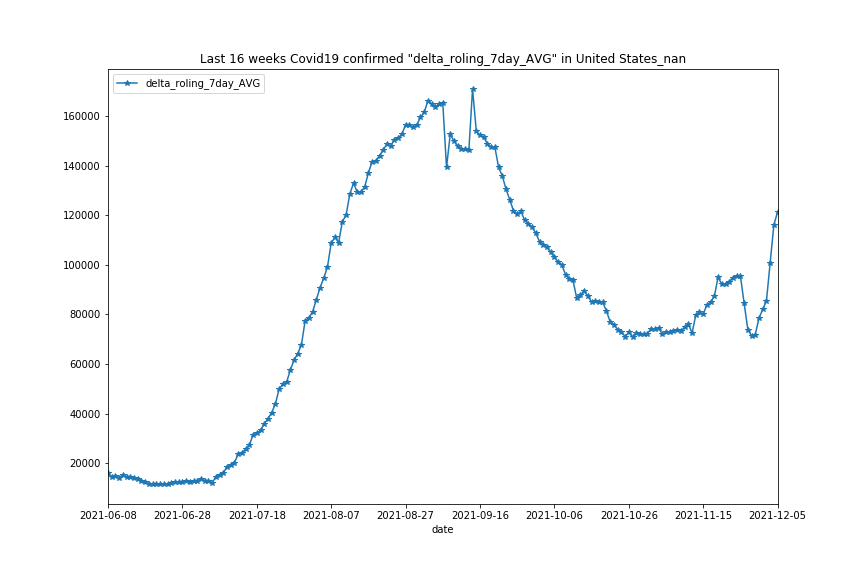 Last 16 weeks Covid19 confirmed "delta_roling_7day_AVG" in United States_nan
delta_roling_7day_AVG
160000
140000
120000
100000
80000
60000
40000
20000
2021-06-08 2021-06-28 2021-07-18 2021-08-07 2021-08-27 2021-09-16 2021-10-06 2021-10-26 2021-11-15 2021-12-05
date